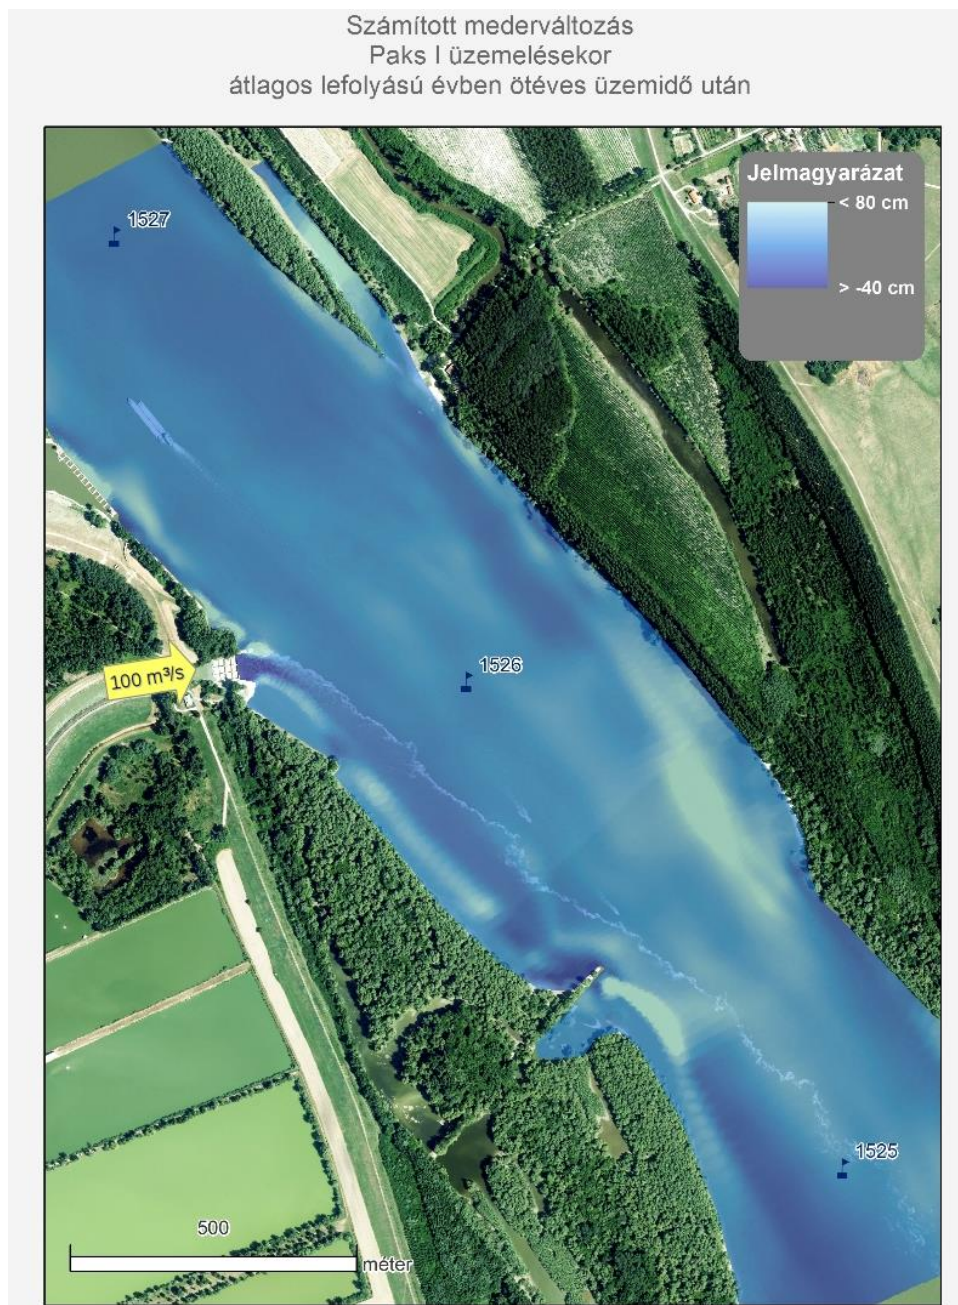 Számított mederváltozás
Paks I üzemelésekor
átlagos lefolyású évben ötéves üzemidő után
Jelmagyarázat
< 80 cm
> -40 cm
1527
100 m³/s
1526
1525
500
méter